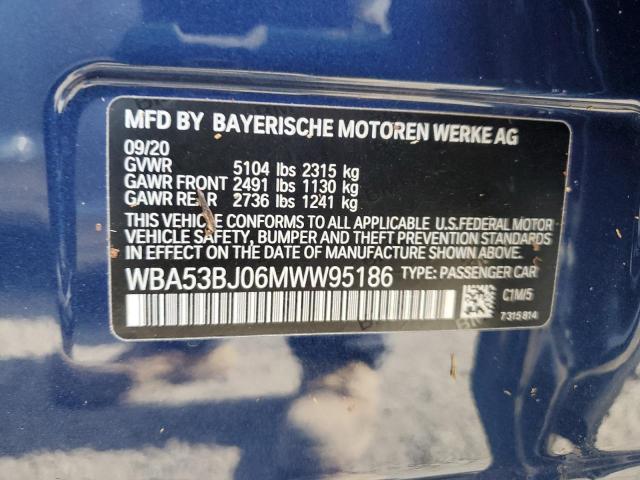 MFD BY BAYERISCHE MOTOREN WERKE AG
09/20
GVWR 5104 lbs 2315 kg
GAWR FRONT 2491 lbs 1130 kg
GAWR REAR 2736 lbs 1241 kg
THIS VEHICLE CONFORMS TO ALL APPLICABLE U.S.FEDERAL MOTOR
VEHICLE SAFETY, BUMPER, AND THEFT PREVENTION STANDARDS
IN EFFECT ON THE DATE OF MANUFACTURE SHOWN ABOVE.
WBA53BJ06MWW95186 TYPE: PASSENGER CAR
C1M/5
7315814